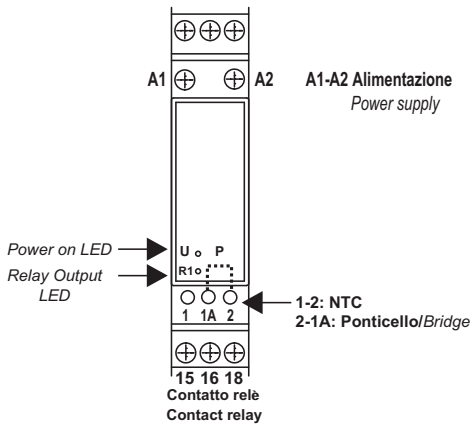 A1 A2 A1-A2 Alimentazione
Power supply
Power on LED U P
Relay Output R1
LED
1 1A 2 1-2: NTC
2-1A: Ponticello/Bridge
15 16 18
Contatto relè
Contact relay